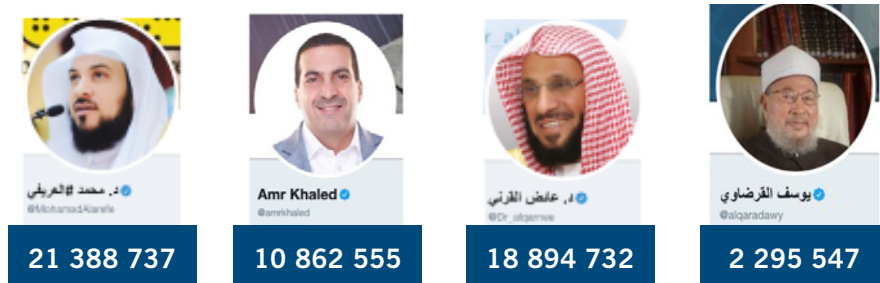 د. محمد #العريفي
@MohamadAlarefe
21 388 737
Amr Khaled
@amrkhaled
10 862 555
د. عائض القرني
@Dr_alqarnee
18 894 732
يوسف القرضاوي
@alqaradawy
2 295 547